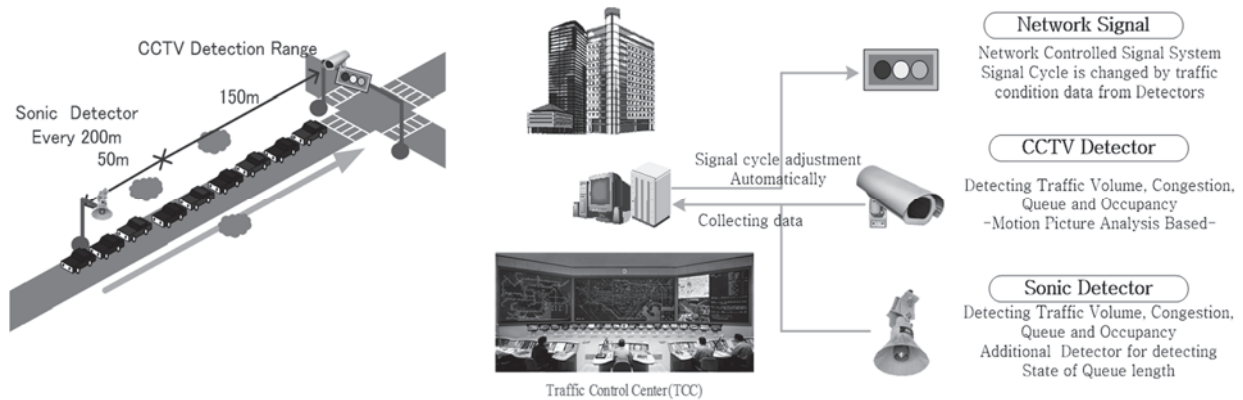 CCTV Detection Range
150m
Sonic Detector
Every 200m
50m
Signal cycle adjustment
Automatically
Collecting data
Traffic Control Center(TCC)
Network Signal
Network Controlled Signal System
Signal Cycle is changed by traffic
condition data from Detectors
CCTV Detector
Detecting Traffic Volume, Congestion,
Queue and Occupancy
-Motion Picture Analysis Based-
Sonic Detector
Detecting Traffic Volume, Congestion,
Queue and Occupancy
Additional Detector for detecting
State of Queue length